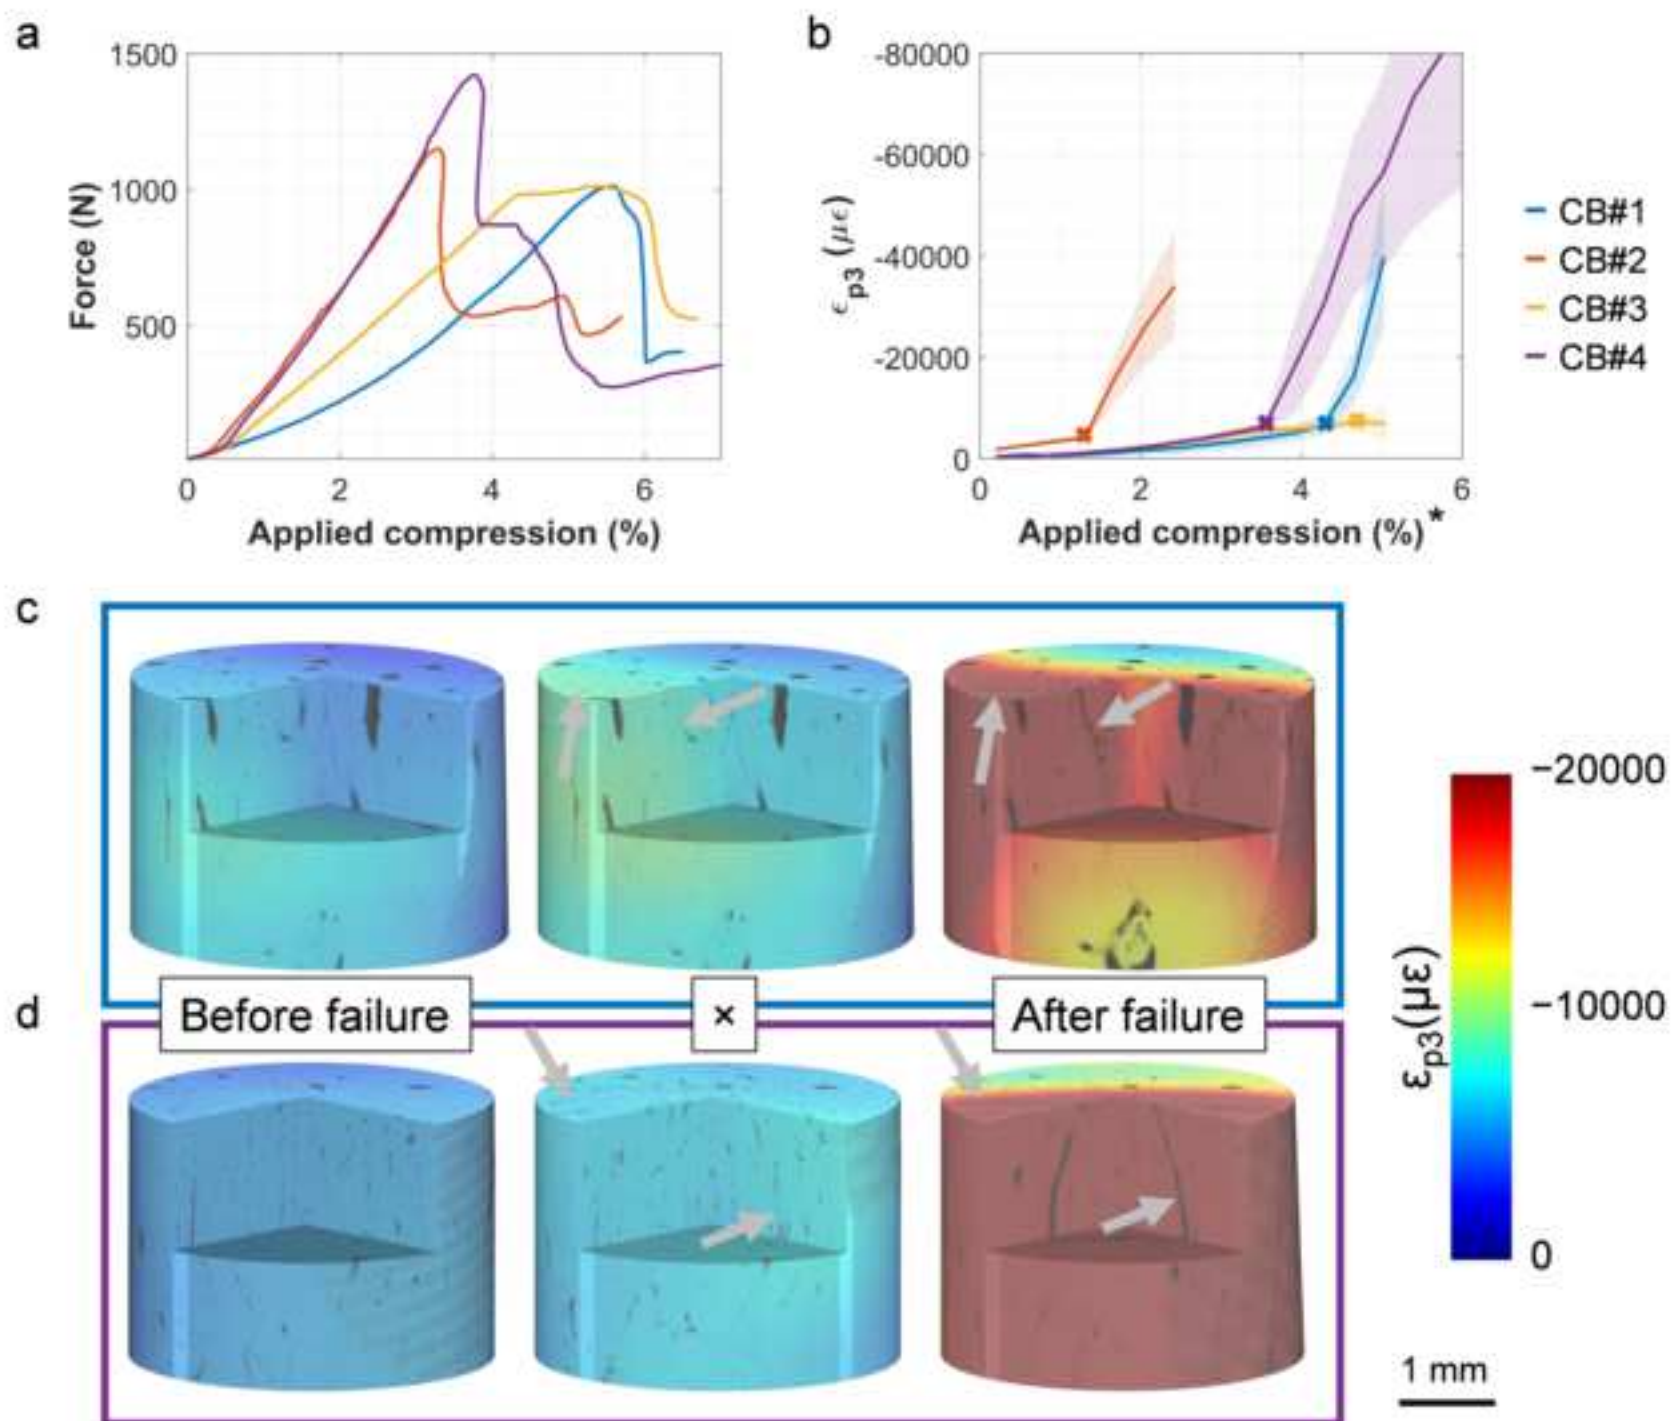 a
1500
1000
500
Force (N)
0 2 4 6
Applied compression (%)
b
-80000
-60000
-40000
-20000
0
ϵp3 (με)
0 2 4 6
Applied compression (%)*
CB#1
CB#2
CB#3
CB#4
c
Before failure
×
After failure
d
−20000
−10000
0
εp3(με)
1 mm